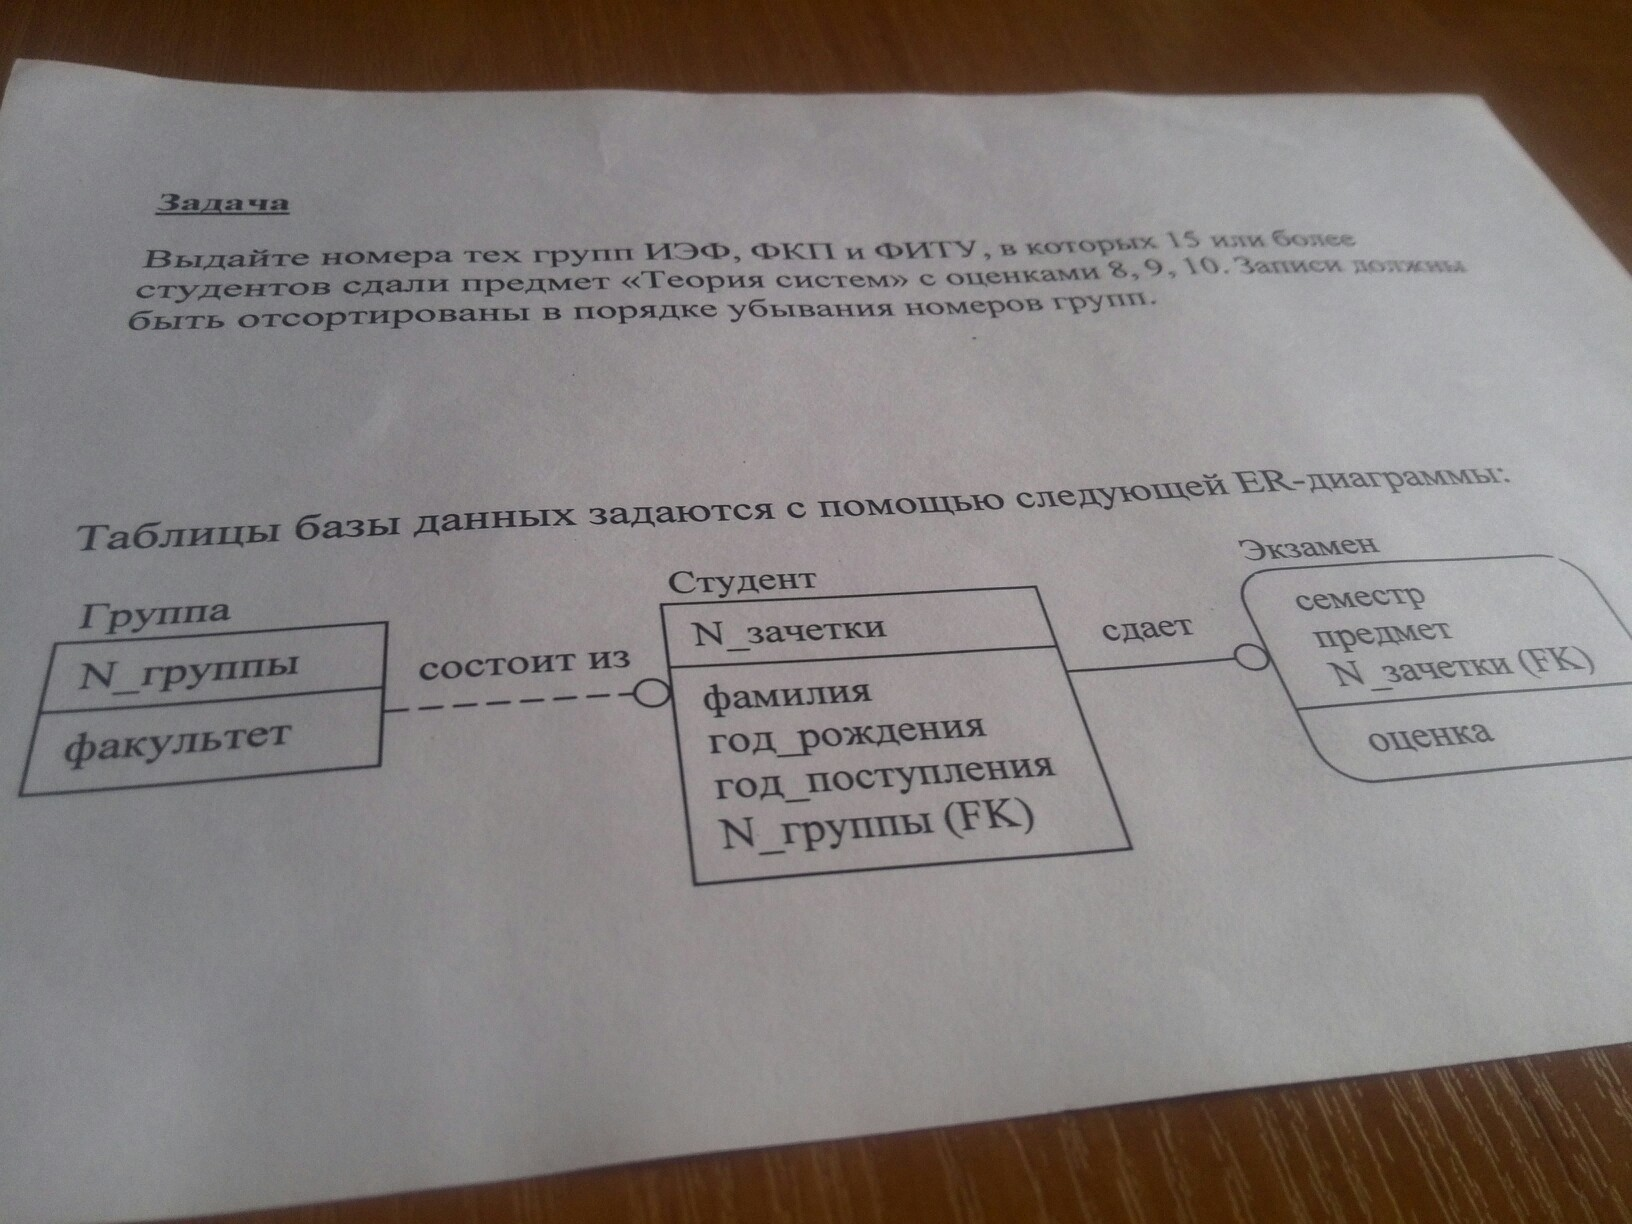 Задача
Выдайте номера тех групп ИЭФ, ФКП и ФИТУ, в которых 15 или более
студентов сдали предмет «Теория систем» с оценками 8, 9, 10. Записи должны
быть отсортированы в порядке убывания номеров групп.
Таблицы базы данных задаются с помощью следующей ER-диаграммы:
Группа
N_группы
факультет
состоит из
Студент
N_зачетки
фамилия
год_рождения
год_поступления
N_группы (FK)
сдает
Экзамен
семестр
предмет
N_зачетки (FK)
оценка